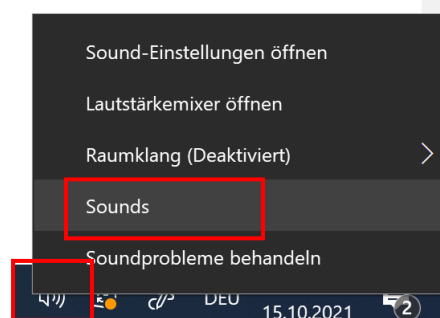 Sound-Einstellungen öffnen
Lautstärkemixer öffnen
Raumklang (Deaktiviert)
Sounds
Soundprobleme behandeln
DEU
15.10.2021
2